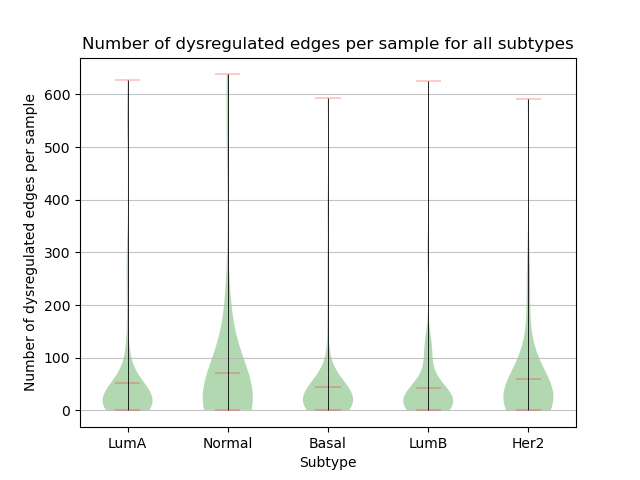 Number of dysregulated edges per sample for all subtypes
Number of dysregulated edges per sample
600
500
400
300
200
100
0
LumA Normal Basal LumB Her2
Subtype